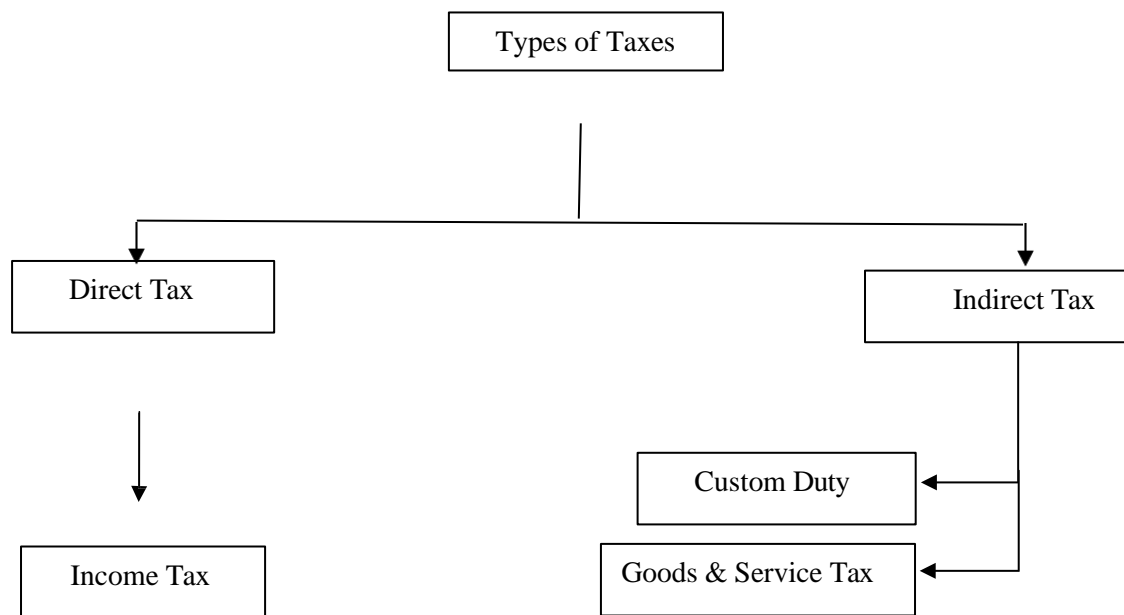 Types of Taxes
Direct Tax
Indirect Tax
Custom Duty
Income Tax
Goods & Service Tax